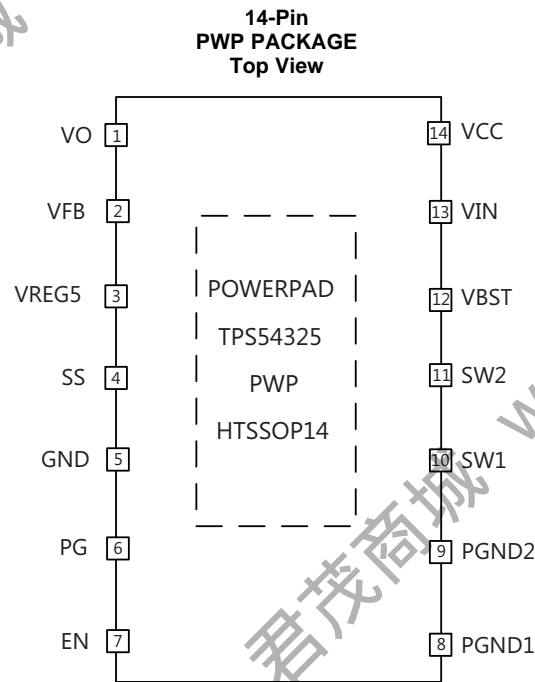 14-Pin
PWP PACKAGE
Top View
VO 1
VFB 2
VREG5 3
SS 4
GND 5
PG 6
EN 7
14 VCC
13 VIN
12 VBST
11 SW2
10 SW1
9 PGND2
8 PGND1
POWERPAD
TPS54325
PWP
HTSSOP14
君茂商城 W
城